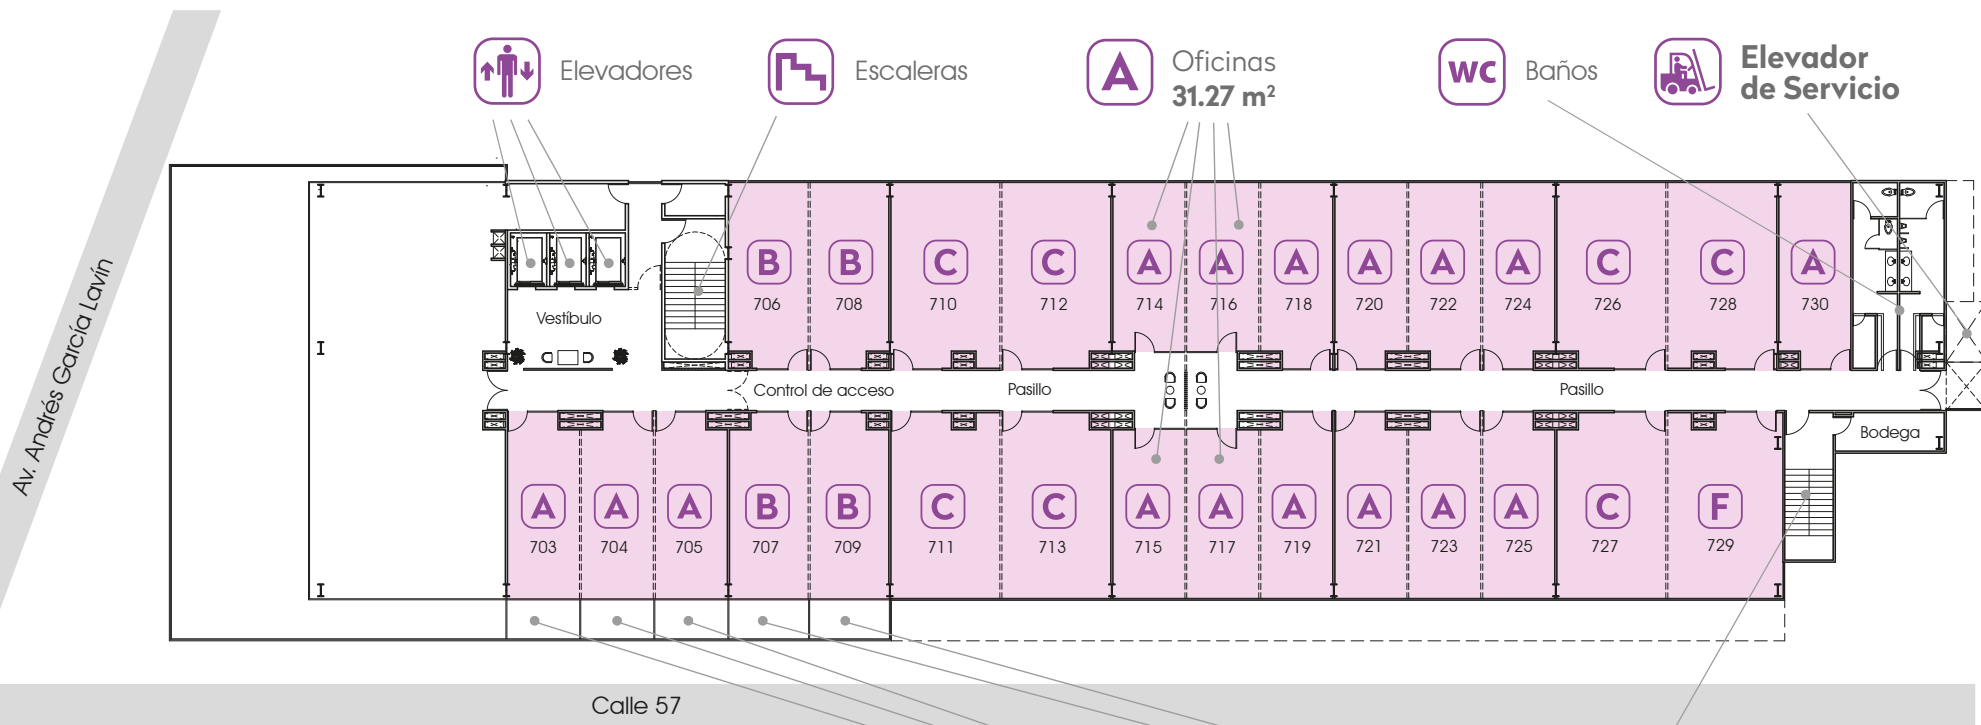 Elevadores
Escaleras
A
Oficinas
31.27 m²
WC
Baños
Elevador
de Servicio
Av. Andrés García Lavín
B B C C A A A A A A C C A
706 708 710 712 714 716 718 720 722 724 726 728 730
Vestíbulo
Control de acceso
Pasillo
Pasillo
Bodega
A A A B B C C A A A A A A C F
703 704 705 707 709 711 713 715 717 719 721 723 725 727 729
Calle 57